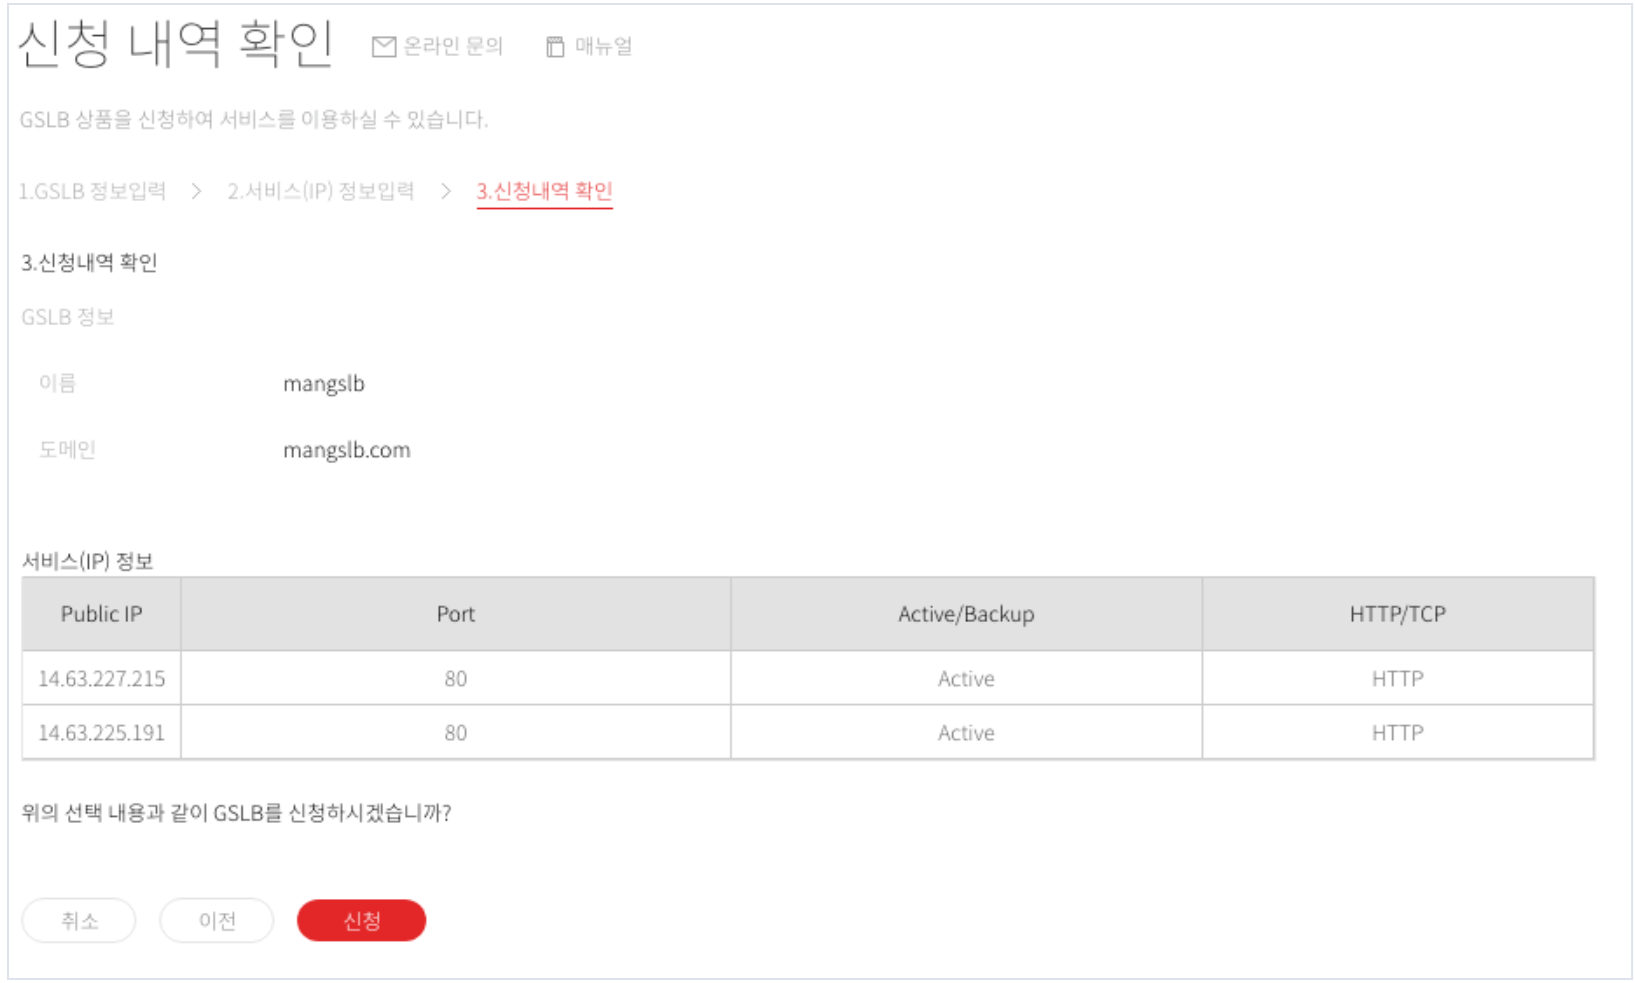 신청 내역 확인 온라인 문의 매뉴얼
GSLB 상품을 신청하여 서비스를 이용하실 수 있습니다.
1.GSLB 정보입력 > 2.서비스(IP) 정보입력 > 3.신청내역 확인
3.신청내역 확인
GSLB 정보
이름 mangslb
도메인 mangslb.com
서비스(IP) 정보
Public IP Port Active/Backup HTTP/TCP
14.63.227.215 80 Active HTTP
14.63.225.191 80 Active HTTP
위의 선택 내용과 같이 GSLB를 신청하시겠습니까?
취소 이전 신청